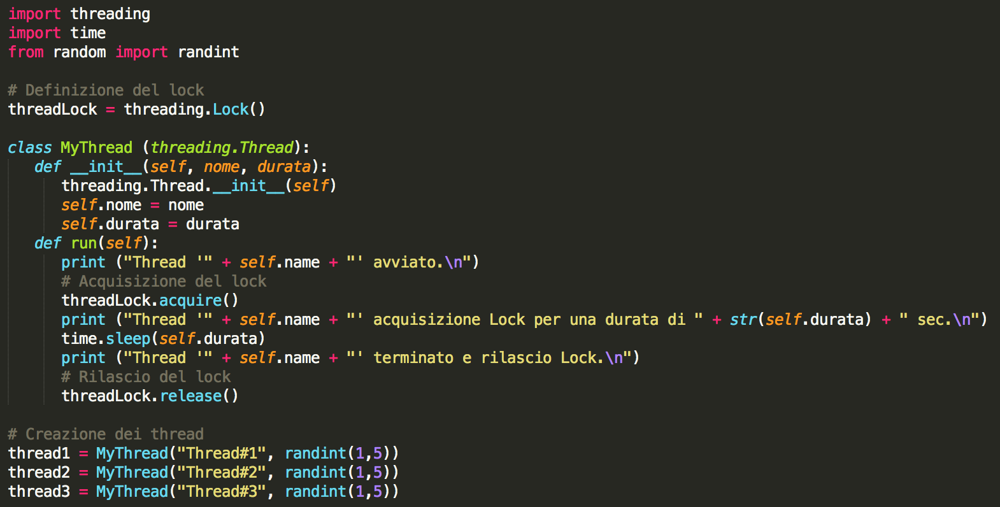 import threading
import time
from random import randint

# Definizione del lock
threadLock = threading.Lock()

class MyThread (threading.Thread):
   def __init__(self, nome, durata):
      threading.Thread.__init__(self)
      self.nome = nome
      self.durata = durata
   def run(self):
      print ("Thread '" + self.name + "' avviato.\n")
      # Acquisizione del lock
      threadLock.acquire()
      print ("Thread '" + self.name + "' acquisizione Lock per una durata di " + str(self.durata) + " sec.\n")
      time.sleep(self.durata)
      print ("Thread '" + self.name + "' terminato e rilascio Lock.\n")
      # Rilascio del lock
      threadLock.release()

# Creazione dei thread
thread1 = MyThread("Thread#1", randint(1,5))
thread2 = MyThread("Thread#2", randint(1,5))
thread3 = MyThread("Thread#3", randint(1,5))